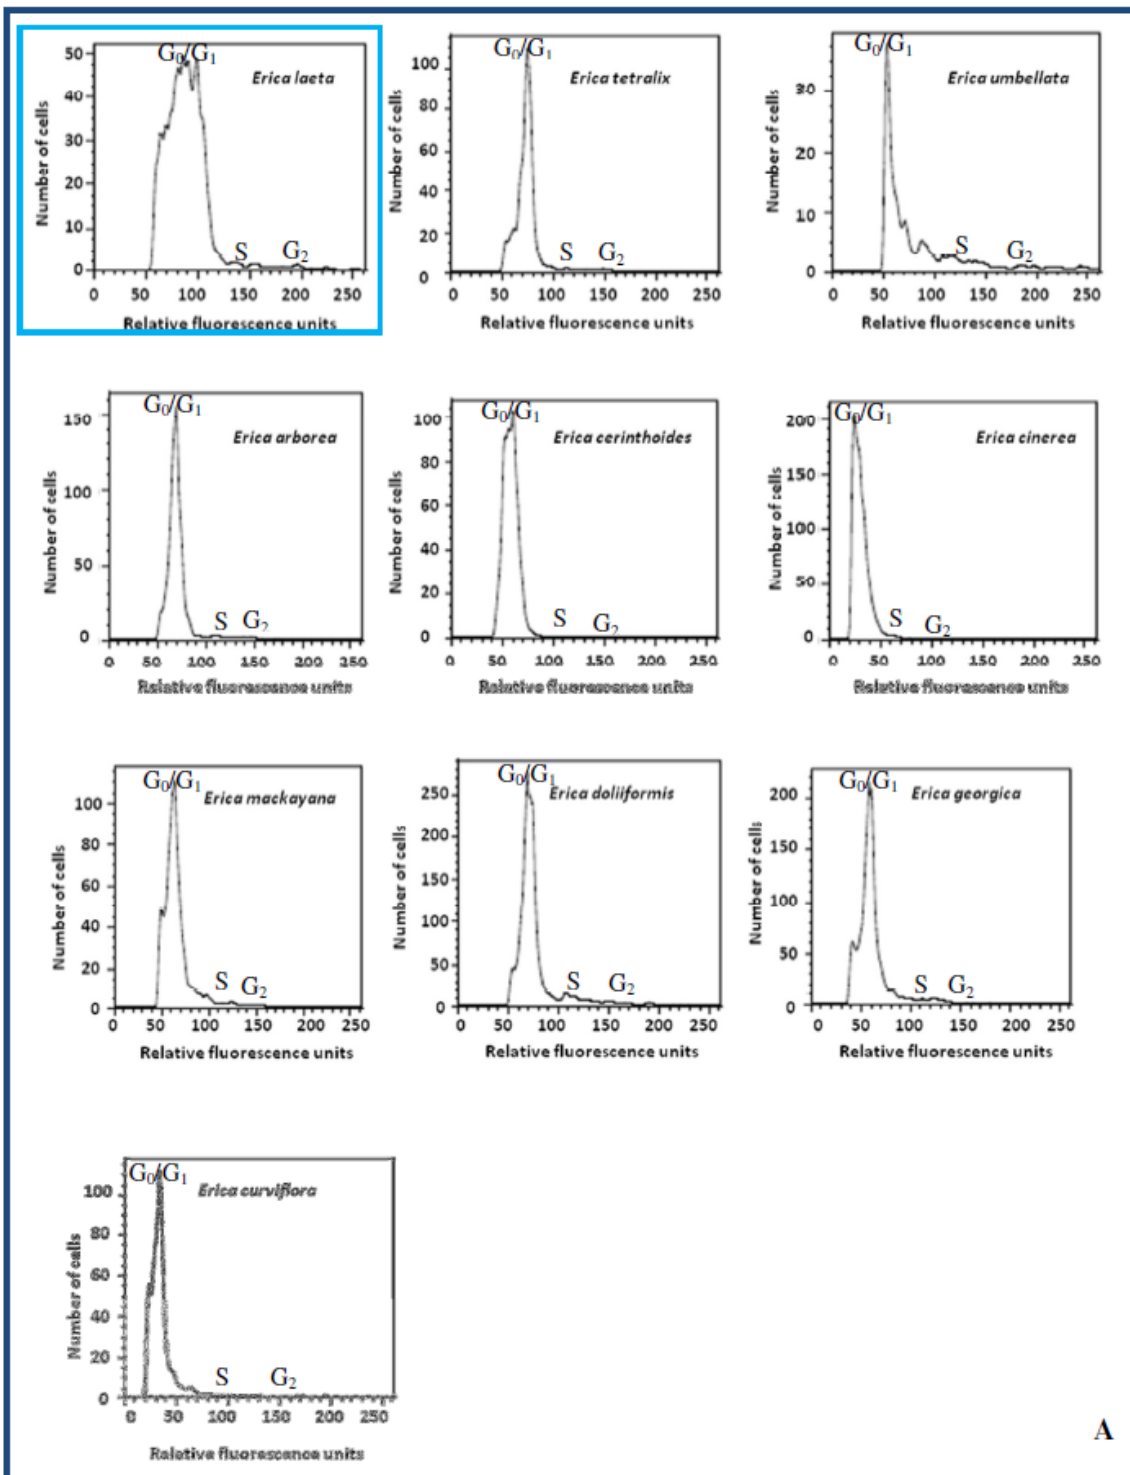 50
40
30
20
10
0
Number of cells
G₀/G₁
Erica laeta
S
G₂
0 50 100 150 200 250
Relative fluorescence units
100
80
60
40
20
0
Number of cells
G₀/G₁
Erica tetralix
S
G₂
0 50 100 150 200 250
Relative fluorescence units
30
20
10
0
Number of cells
G₀/G₁
Erica umbellata
S
G₂
0 50 100 150 200 250
Relative fluorescence units
150
100
50
0
Number of cells
G₀/G₁
Erica arborea
S
G₂
0 50 100 150 200 250
Relative fluorescence units
100
80
60
40
20
0
Number of cells
G₀/G₁
Erica cerinthoides
S
G₂
0 50 100 150 200 250
Relative fluorescence units
200
150
100
50
0
Number of cells
G₀/G₁
Erica cinerea
S
G₂
0 50 100 150 200 250
Relative fluorescence units
100
80
60
40
20
0
Number of cells
G₀/G₁
Erica mackayana
S
G₂
0 50 100 150 200 250
Relative fluorescence units
250
200
150
100
50
0
Number of cells
G₀/G₁
Erica doliiformis
S
G₂
0 50 100 150 200 250
Relative fluorescence units
200
150
100
50
0
Number of cells
G₀/G₁
Erica georgica
S
G₂
0 50 100 150 200 250
Relative fluorescence units
100
80
60
40
20
0
Number of cells
G₀/G₁
Erica curviflora
S
G₂
0 50 100 150 200 250
Relative fluorescence units
A